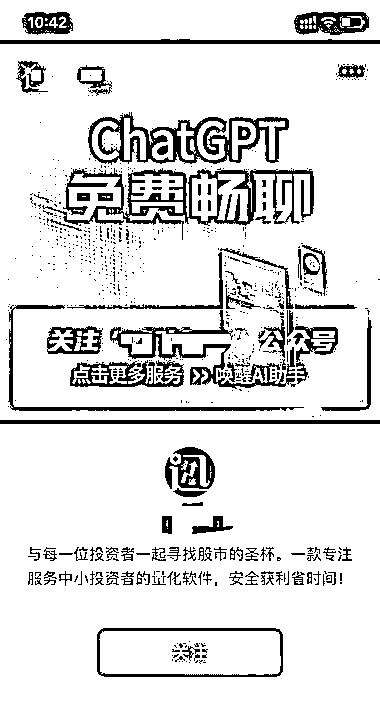 10:42
ChatGPT
免费畅聊
关注 公众号
点击更多服务 >> 唤醒AI助手
迅
与每一位投资者一起寻找股市的圣杯。一款专注
服务中小投资者的量化软件，安全获利省时间！
关注